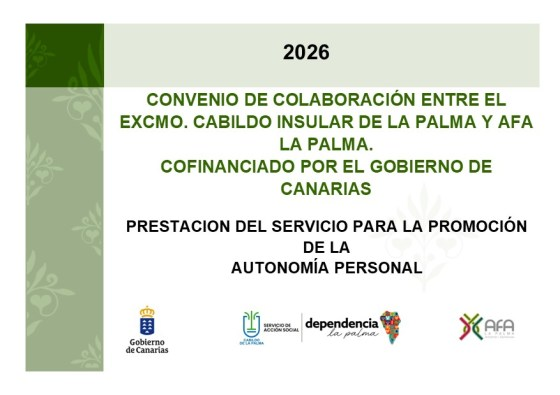 2026
CONVENIO DE COLABORACIÓN ENTRE EL
EXCMO. CABILDO INSULAR DE LA PALMA Y AFA
LA PALMA.
COFINANCIADO POR EL GOBIERNO DE
CANARIAS
PRESTACION DEL SERVICIO PARA LA PROMOCIÓN
DE LA
AUTONOMÍA PERSONAL
Gobierno
de Canarias
CABILDO
DE LA PALMA
SERVICIO DE
ACCIÓN SOCIAL
dependencia
la palma
AFA
LA PALMA